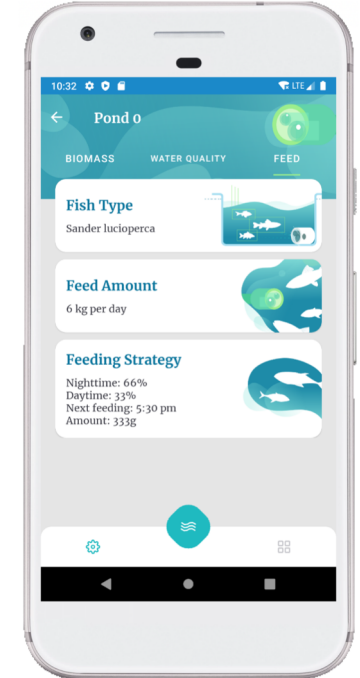 10:32 LTE
Pond 0
BIOMASS WATER QUALITY FEED
Fish Type
Sander lucioperca
Feed Amount
6 kg per day
Feeding Strategy
Nighttime: 66%
Daytime: 33%
Next feeding: 5:30 pm
Amount: 333g